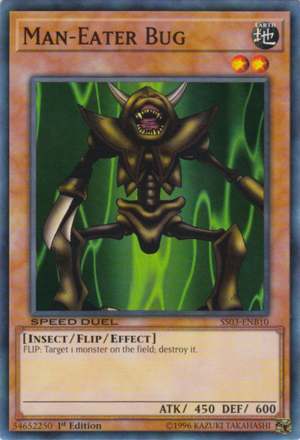 MAN-EATER BUG
EARTH
地
SPEED DUEL
SS03-ENB10
[INSECT/FLIP/EFFECT]
FLIP: Target 1 monster on the field; destroy it.
ATK/ 450 DEF/ 600
54652250 1st Edition
©1996 KAZUKI TAKAHASHI